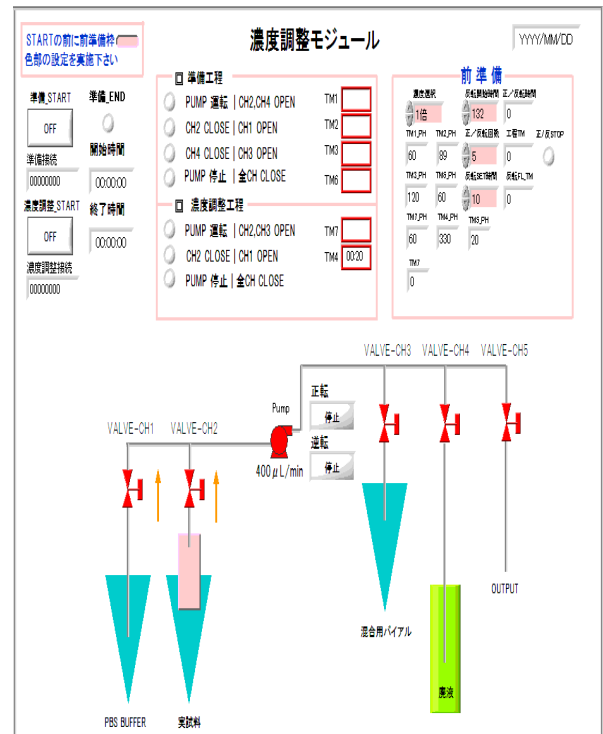 STARTの前に前準備枠
色部の設定を実施下さい
濃度調整モジュール
YYYY/MM/DD
準備_START
準備_END
OFF
開始時間
準備接続
00000000
00:00:00
濃度調整_START
終了時間
OFF
00:00:00
濃度調整接続
00000000
準備工程
PUMP 運転 | CH2,CH4 OPEN
TM1
CH2 CLOSE | CH1 OPEN
TM2
CH4 CLOSE | CH3 OPEN
TM3
PUMP 停止 | 全CH CLOSE
TM6
濃度調整工程
PUMP 運転 | CH2,CH3 OPEN
TM7
CH2 CLOSE | CH1 OPEN
TM4
00:20
PUMP 停止 | 全CH CLOSE
前準備
濃度選択
反転開始時間
正/反転時間
1倍
132
0
TM1_PH
TM2_PH
正/反転回数
工程TM
正/反STOP
60
89
5
0
TM3_PH
TM6_PH
反転SET時間
反転FL_TM
120
60
10
0
TM7_PH
TM4_PH
TM5_PH
60
330
20
TM7
0
VALVE-CH3
VALVE-CH4
VALVE-CH5
正転
停止
Pump
VALVE-CH1
VALVE-CH2
逆転
400μL/min
停止
OUTPUT
混合用バイアル
廃液
PBS BUFFER
実試料